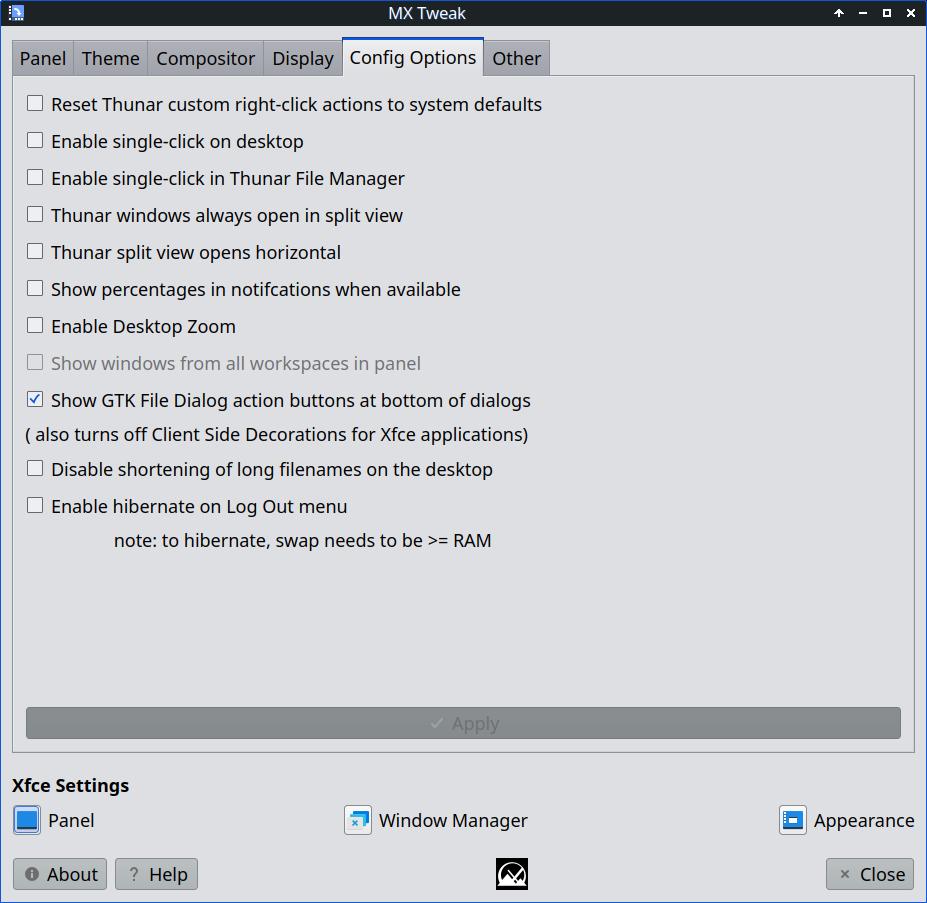 MX Tweak
Panel Theme Compositor Display Config Options Other
Reset Thunar custom right-click actions to system defaults
Enable single-click on desktop
Enable single-click in Thunar File Manager
Thunar windows always open in split view
Thunar split view opens horizontal
Show percentages in notifcations when available
Enable Desktop Zoom
Show windows from all workspaces in panel
Show GTK File Dialog action buttons at bottom of dialogs
( also turns off Client Side Decorations for Xfce applications)
Disable shortening of long filenames on the desktop
Enable hibernate on Log Out menu
note: to hibernate, swap needs to be >= RAM
Apply
Xfce Settings
Panel Window Manager Appearance
About ? Help Close